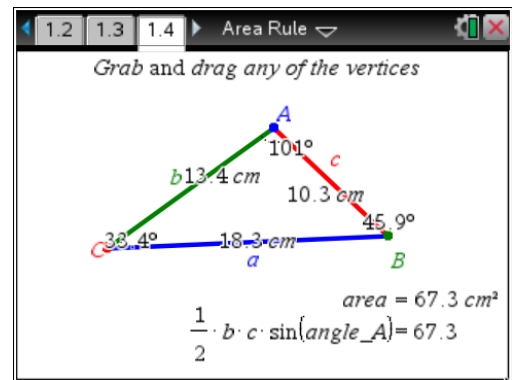 1.2 1.3 1.4 Area Rule
Grab and drag any of the vertices
A
101°
c
b 13.4 cm
10.3 cm
45.9°
C 33.4° 18.3 cm
a B
area = 67.3 cm²
1/2 · b · c · sin(angle_A)= 67.3